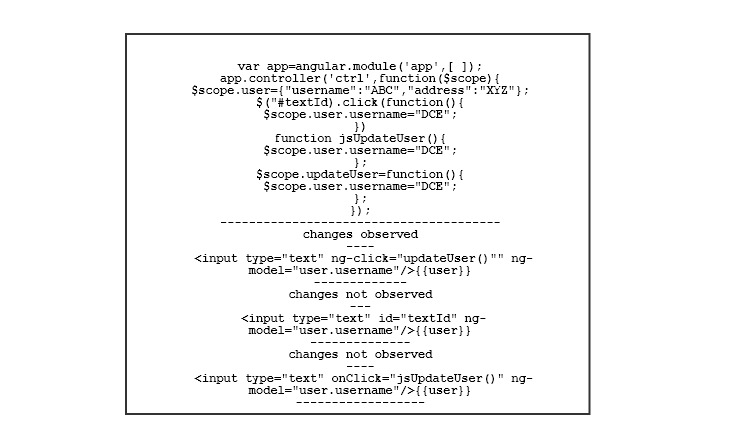 var app=angular.module('app',[ ]);
app.controller('ctrl',function($scope){
$scope.user={"username":"ABC","address":"XYZ"};
$("#textId).click(function(){
$scope.user.username="DCE";
})
function jsUpdateUser(){
$scope.user.username="DCE";
};
$scope.updateUser=function(){
$scope.user.username="DCE";
};
});
---------------------------------------
changes observed
----
<input type="text" ng-click="updateUser()"" ng-
model="user.username"/>{{user}}
-------------
changes not observed
---
<input type="text" id="textId" ng-
model="user.username"/>{{user}}
--------------
changes not observed
----
<input type="text" onClick="jsUpdateUser()" ng-
model="user.username"/>{{user}}
------------------